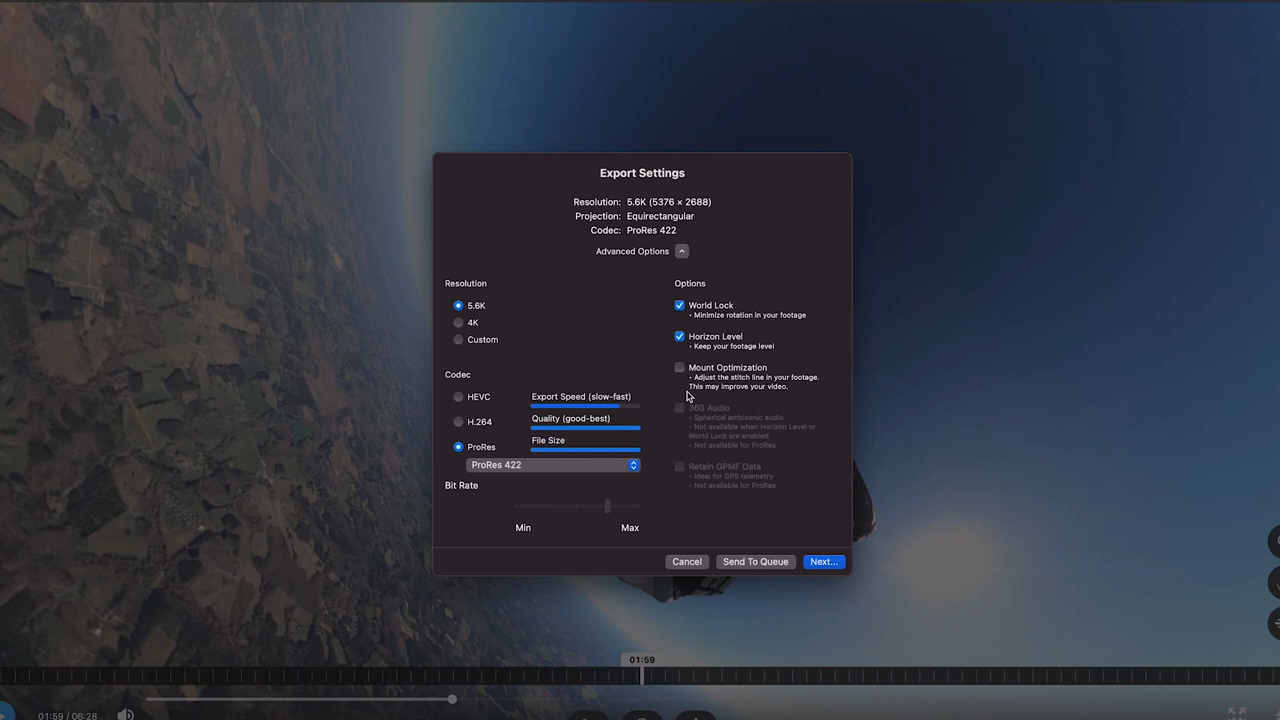 Export Settings
Resolution: 5.6K (5376 × 2688)
Projection: Equirectangular
Codec: ProRes 422
Advanced Options
Resolution
5.6K
4K
Custom
Codec
HEVC
Export Speed (slow-fast)
H.264
Quality (good-best)
ProRes
File Size
ProRes 422
Bit Rate
Min Max
Options
World Lock
• Minimize rotation in your footage
Horizon Level
• Keep your footage level
Mount Optimization
• Adjust the stitch line in your footage.
This may improve your video.
360 Audio
• Spherical ambisonic audio
• Not available when Horizon Level or
World Lock are enabled
• Not available for ProRes
Retain GPMF Data
• Ideal for GPS telemetry
• Not available for ProRes
Cancel Send To Queue Next...
01:59
01:59 / 06:28